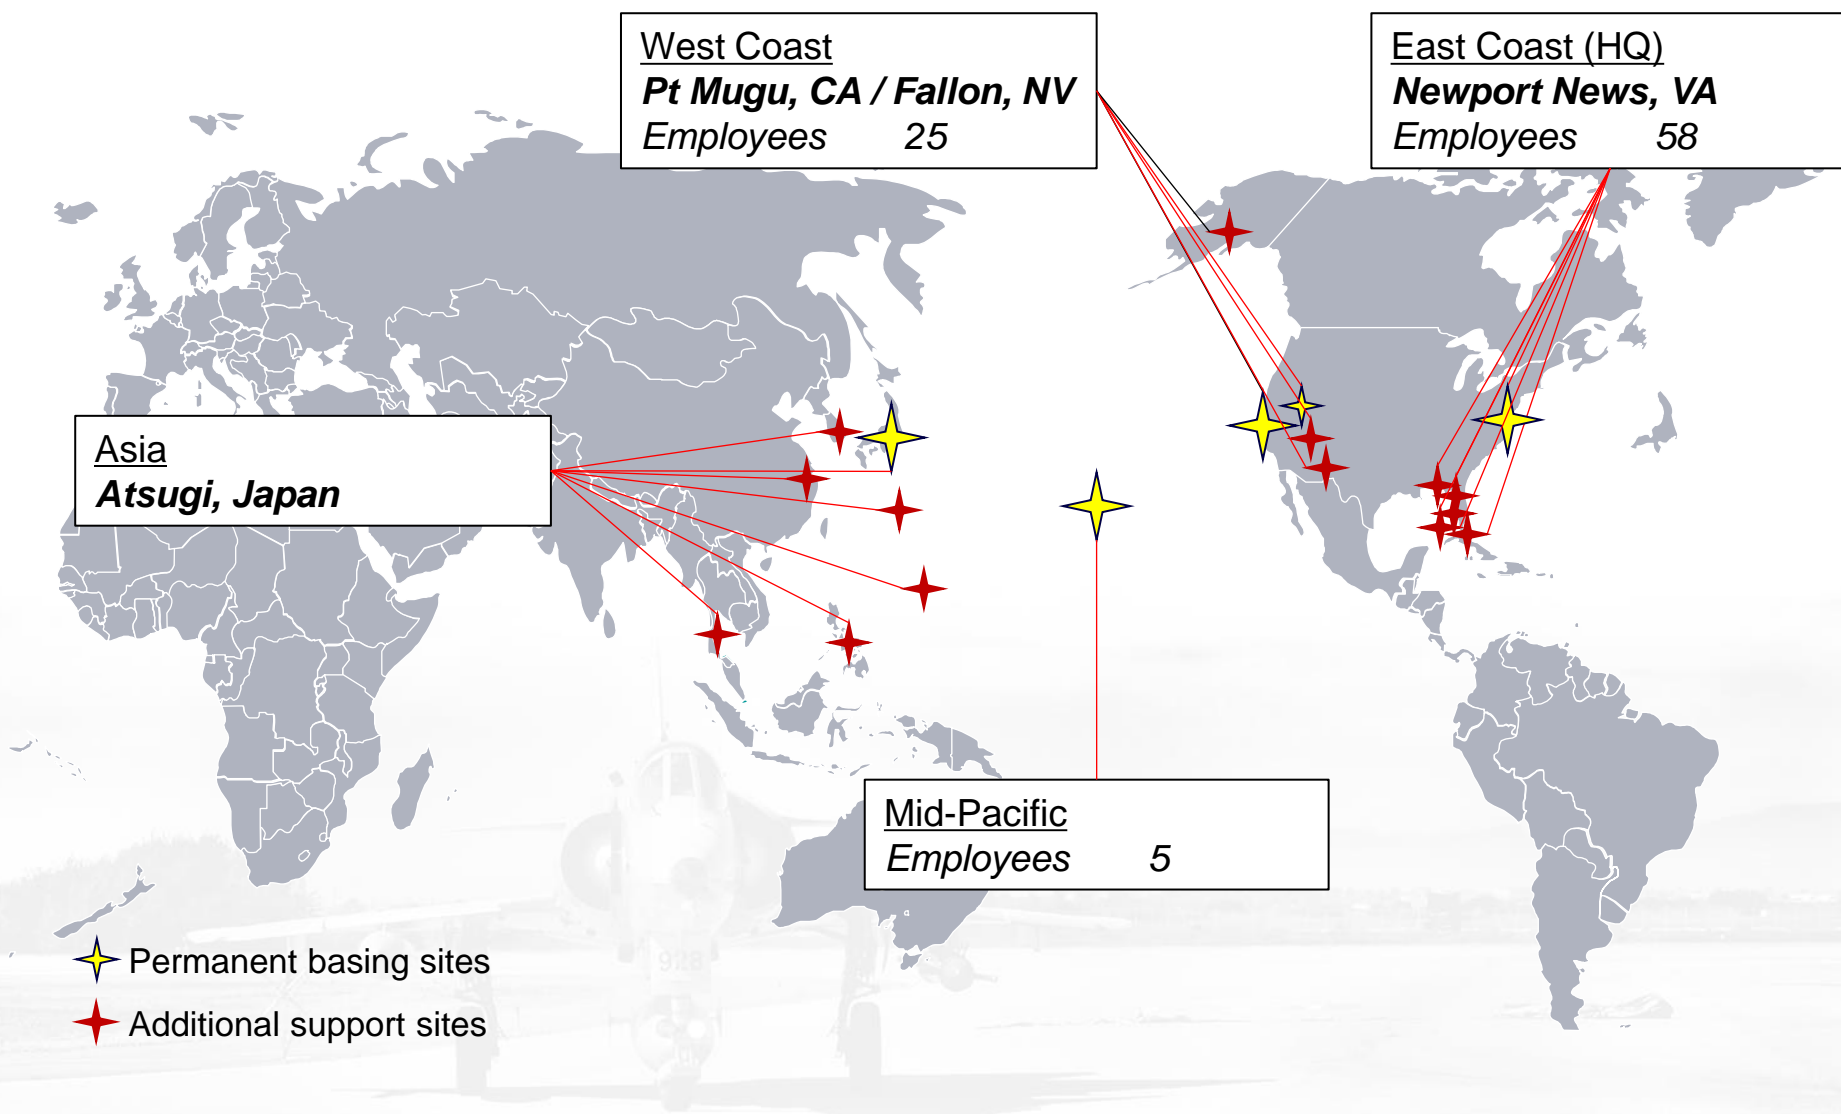 West Coast
Pt Mugu, CA / Fallon, NV
Employees 25
East Coast (HQ)
Newport News, VA
Employees 58
Asia
Atsugi, Japan
Mid-Pacific
Employees 5
928
Permanent basing sites
Additional support sites